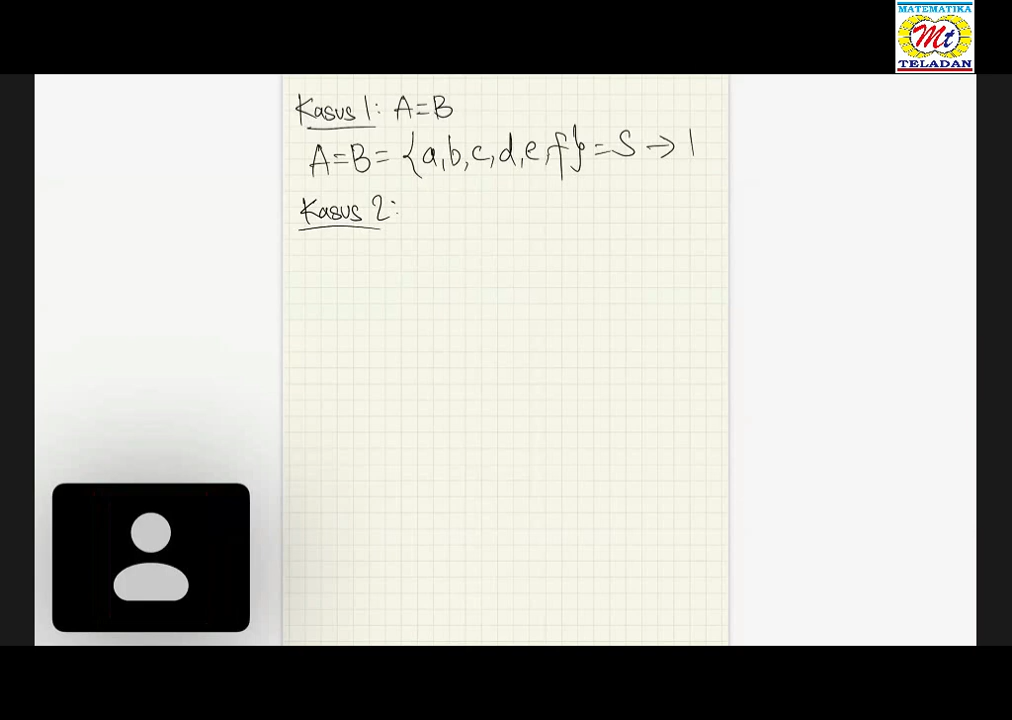 MATEMATIKA
Mt
TELADAN
Kasus 1: A=B
A=B= {a,b,c,d,e,f} = S → 1
Kasus 2: